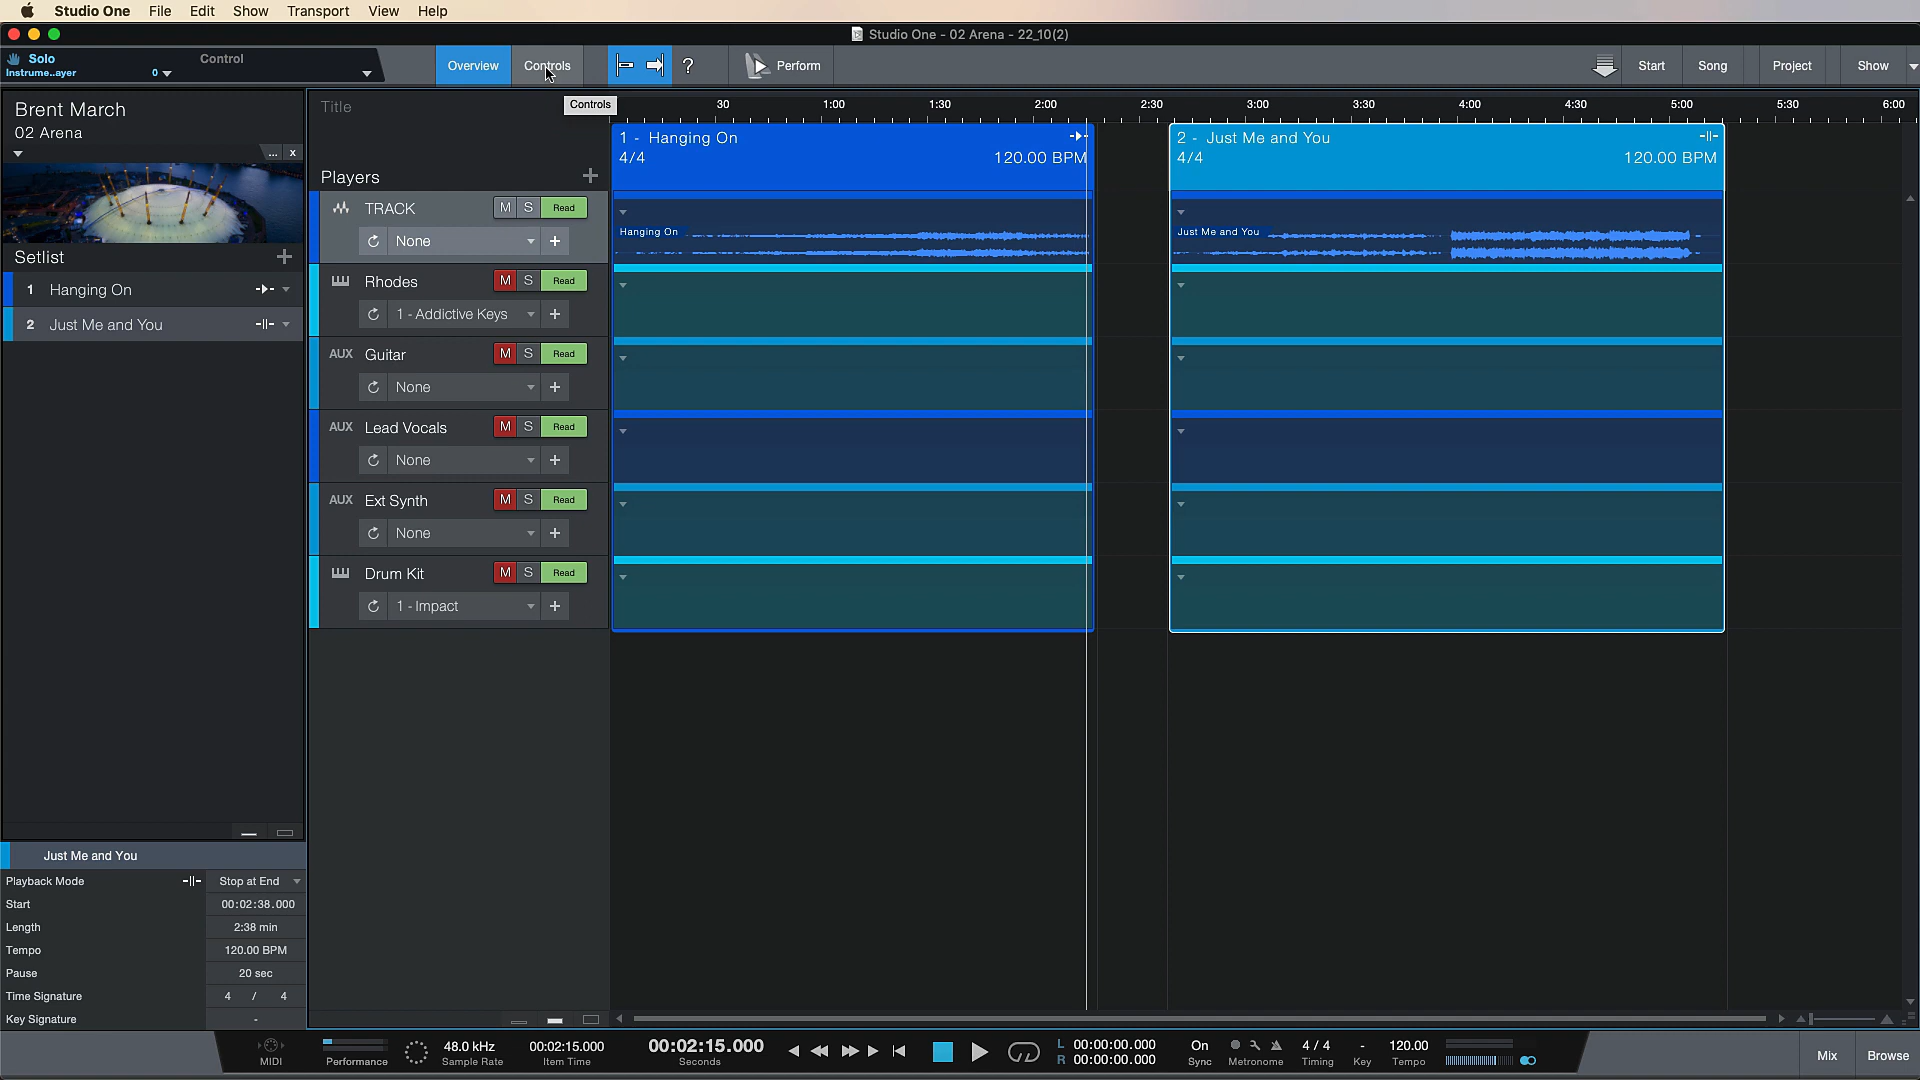 Studio One File Edit Show Transport View Help
Studio One - 02 Arena - 22_10(2)
Solo Control
Instrume..ayer 0
Overview Controls ? Perform Start Song Project Show
Controls
Brent March
02 Arena
... x
Title
30 1:00 1:30 2:00 2:30 3:00 3:30 4:00 4:30 5:00 5:30 6:00
1 - Hanging On
4/4 120.00 BPM
2 - Just Me and You
4/4 120.00 BPM
Players
Setlist
1 Hanging On
2 Just Me and You
TRACK M S Read
None
Hanging On
Just Me and You
Rhodes M S Read
1 - Addictive Keys
AUX Guitar M S Read
None
AUX Lead Vocals M S Read
None
AUX Ext Synth M S Read
None
Drum Kit M S Read
1 - Impact
Just Me and You
Playback Mode Stop at End
Start 00:02:38.000
Length 2:38 min
Tempo 120.00 BPM
Pause 20 sec
Time Signature 4 / 4
Key Signature -
MIDI
Performance
48.0 kHz
Sample Rate
00:02:15.000
Item Time
00:02:15.000
Seconds
L 00:00:00.000
R 00:00:00.000
On
Sync
Metronome
4 / 4
Timing
-
Key
120.00
Tempo
Mix Browse